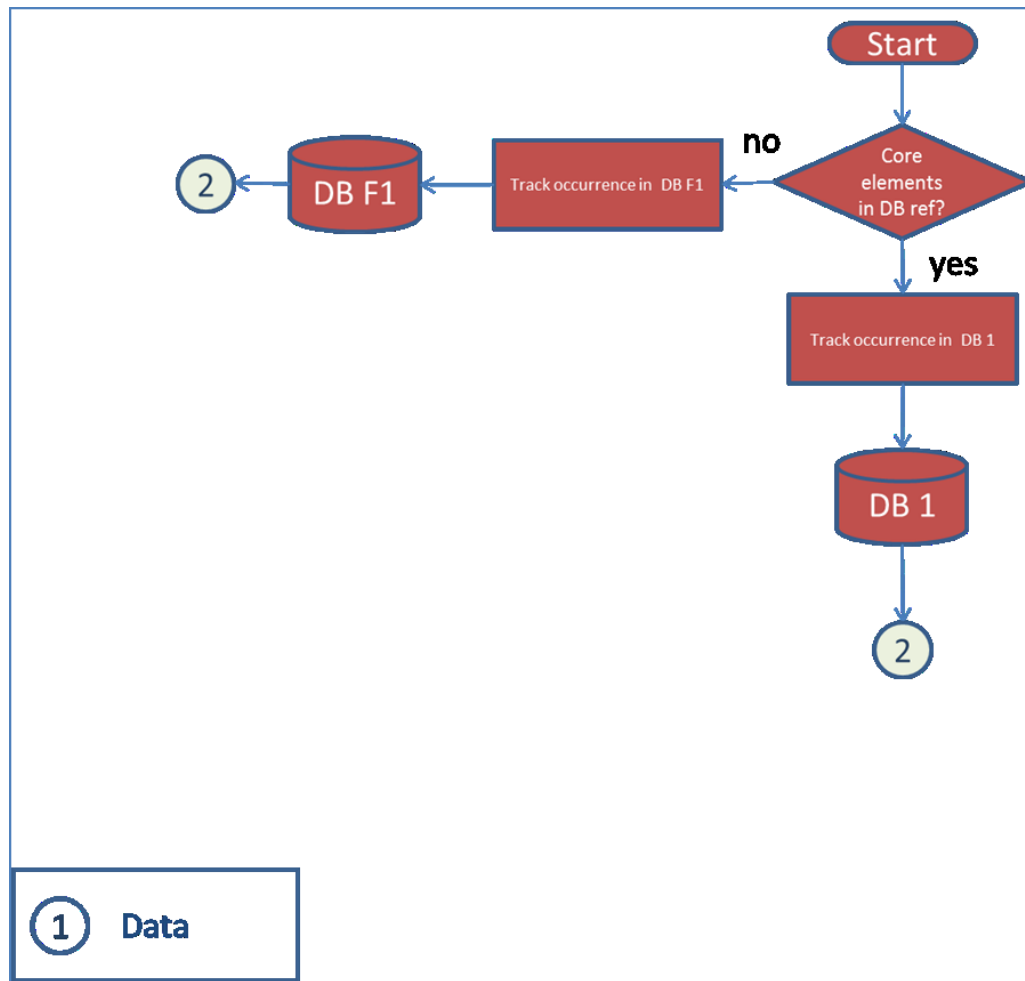 Start
no
Core
elements
in DB ref?
Track occurrence in DB F1
DB F1
2
yes
Track occurrence in DB 1
DB 1
2
1 Data